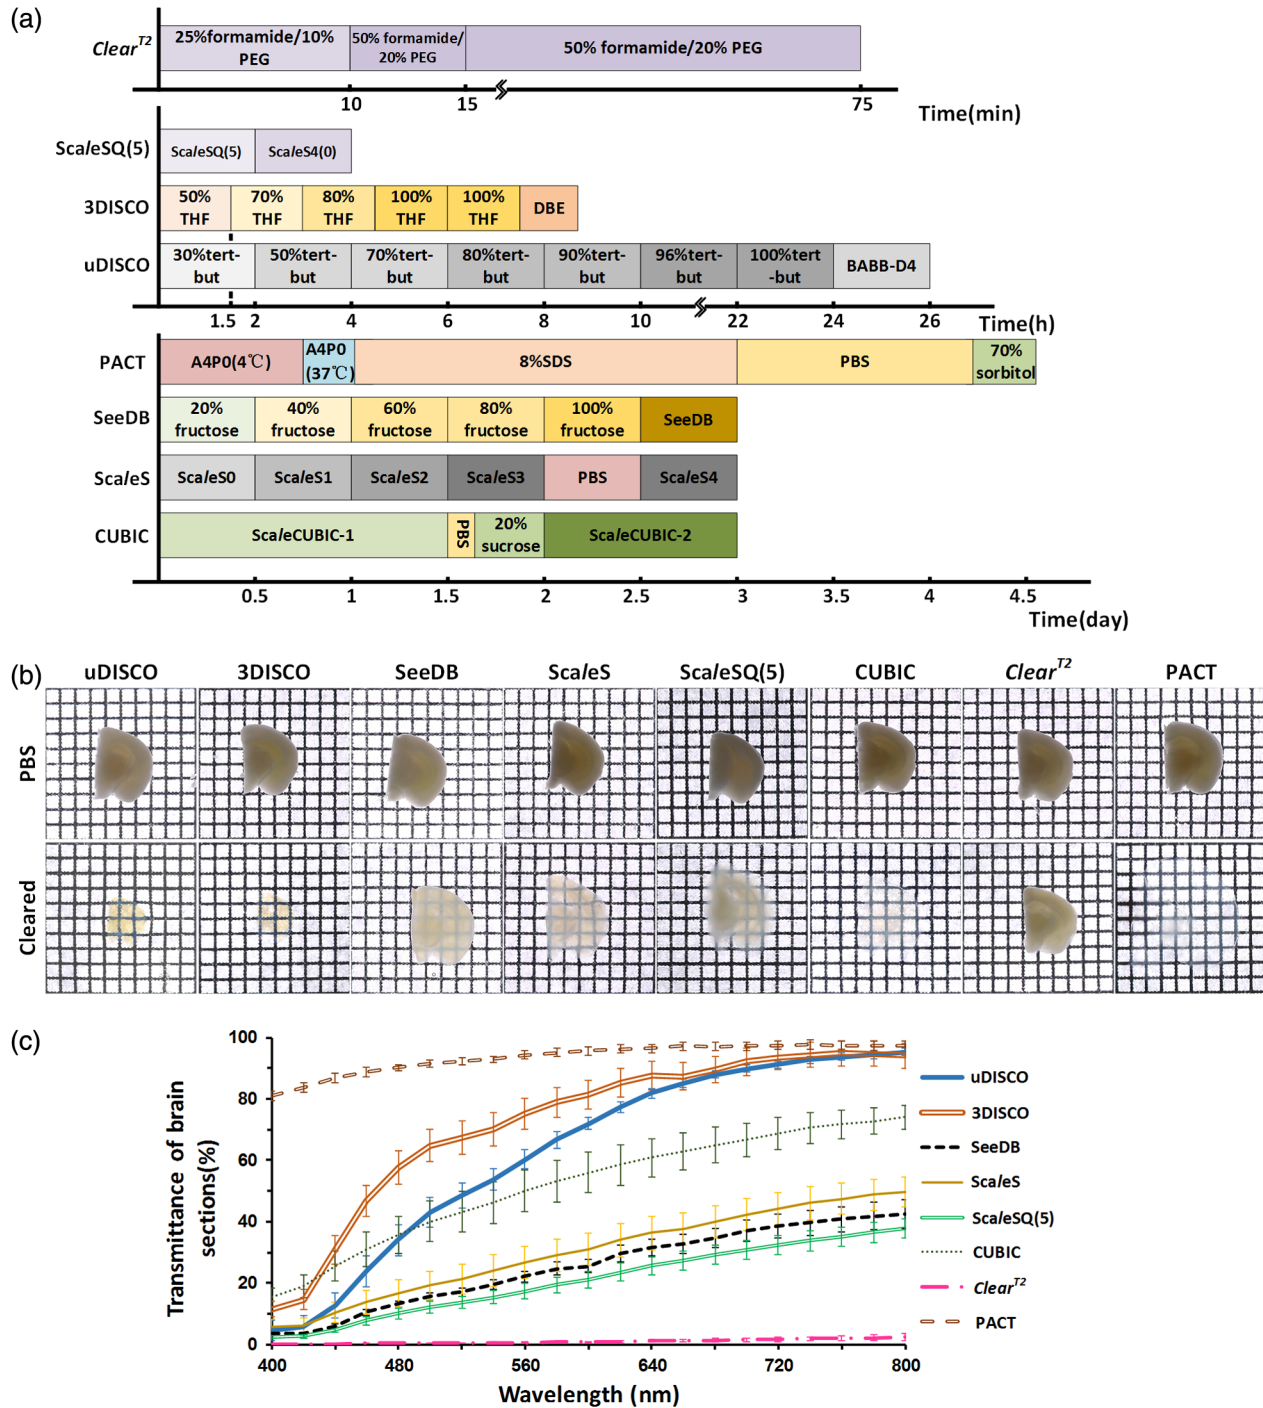 (a)
Clear^T2
25%formamide/10%
PEG
50% formamide/
20% PEG
50% formamide/20% PEG
10
15
75
Time(min)
ScaleSQ(5)
ScaleSQ(5)
ScaleS4(0)
3DISCO
50%
THF
70%
THF
80%
THF
100%
THF
100%
THF
DBE
uDISCO
30%tert-
but
50%tert-
but
70%tert-
but
80%tert-
but
90%tert-
but
96%tert-
but
100%tert
-but
BABB-D4
1.5
2
4
6
8
10
22
24
26
Time(h)
PACT
A4P0(4℃)
A4P0
(37℃)
8%SDS
PBS
70%
sorbitol
SeeDB
20%
fructose
40%
fructose
60%
fructose
80%
fructose
100%
fructose
SeeDB
ScaleS
ScaleS0
ScaleS1
ScaleS2
ScaleS3
PBS
ScaleS4
CUBIC
ScaleCUBIC-1
PBS
20%
sucrose
ScaleCUBIC-2
0.5
1
1.5
2
2.5
3
3.5
4
4.5
Time(day)
(b)
uDISCO
3DISCO
SeeDB
ScaleS
ScaleSQ(5)
CUBIC
Clear^T2
PACT
PBS
Cleared
(c)
Transmittance of brain
sections(%)
100
80
60
40
20
0
400
480
560
640
720
800
Wavelength (nm)
uDISCO
3DISCO
SeeDB
ScaleS
ScaleSQ(5)
CUBIC
Clear^T2
PACT